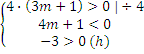 4 · (3m + 1) > 0 | ÷ 4
4m + 1 < 0
−3 > 0 (h)